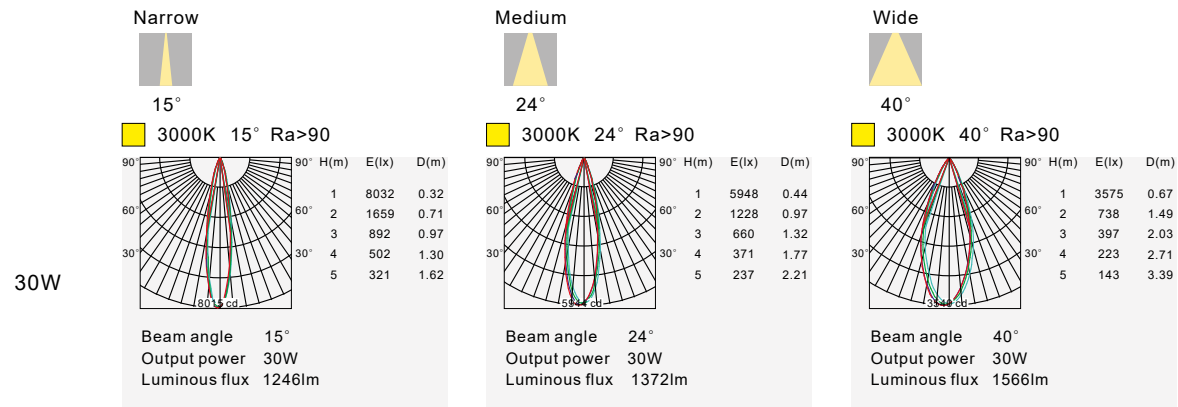 Narrow
15°
3000K 15° Ra>90
90° 90° H(m) E(lx) D(m)
1 8032 0.32
60° 60° 2 1659 0.71
3 892 0.97
30° 30° 4 502 1.30
5 321 1.62
8015 cd
Beam angle 15°
Output power 30W
Luminous flux 1246lm
Medium
24°
3000K 24° Ra>90
90° 90° H(m) E(lx) D(m)
1 5948 0.44
60° 60° 2 1228 0.97
3 660 1.32
30° 30° 4 371 1.77
5 237 2.21
5944 cd
Beam angle 24°
Output power 30W
Luminous flux 1372lm
Wide
40°
3000K 40° Ra>90
90° 90° H(m) E(lx) D(m)
1 3575 0.67
60° 60° 2 738 1.49
3 397 2.03
30° 30° 4 223 2.71
5 143 3.39
3540 cd
Beam angle 40°
Output power 30W
Luminous flux 1566lm
30W